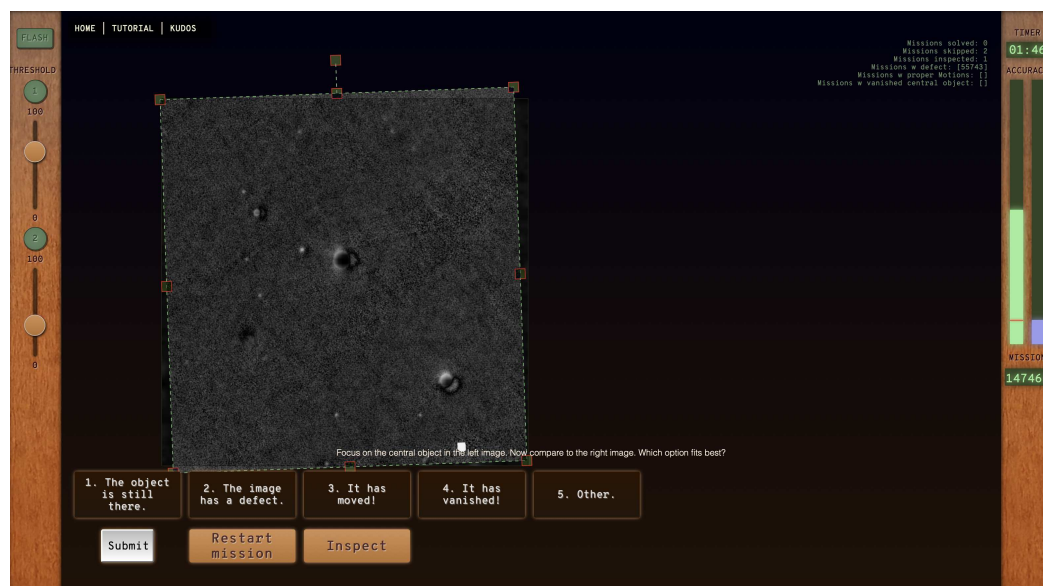 HOME | TUTORIAL | KUDOS
FLASH
THRESHOLD
1
100
0
2
100
0
Missions solved: 0
Missions skipped: 2
Missions inspected: 1
Missions w defect: [55743]
Missions w proper Motions: []
Missions w vanished central object: []
TIMER
01:46
ACCURAC
MISSION
14746
Focus on the central object in the left image. Now compare to the right image. Which option fits best?
1. The object
is still
there.
2. The image
has a defect.
3. It has
moved!
4. It has
vanished!
5. Other.
Submit
Restart
mission
Inspect